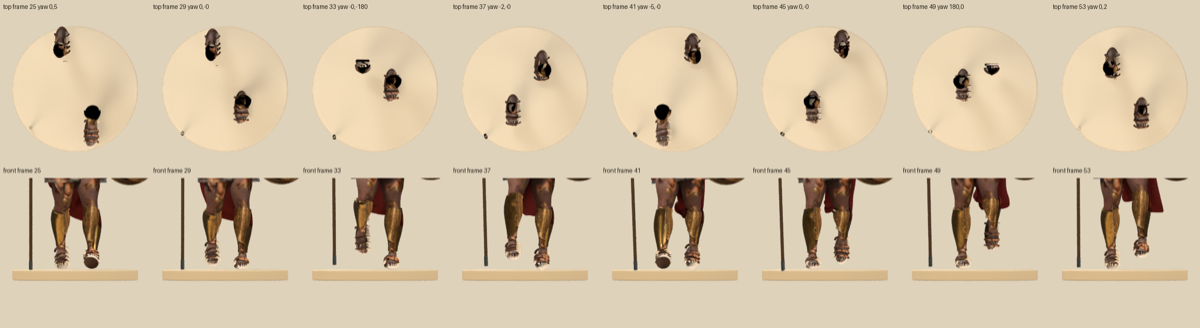 top frame 25 yaw 0,5
top frame 29 yaw 0,-0
top frame 33 yaw -0,-180
top frame 37 yaw -2,-0
top frame 41 yaw -5,-0
top frame 45 yaw 0,-0
top frame 49 yaw 180,0
top frame 53 yaw 0,2
front frame 25
front frame 29
front frame 33
front frame 37
front frame 41
front frame 45
front frame 49
front frame 53